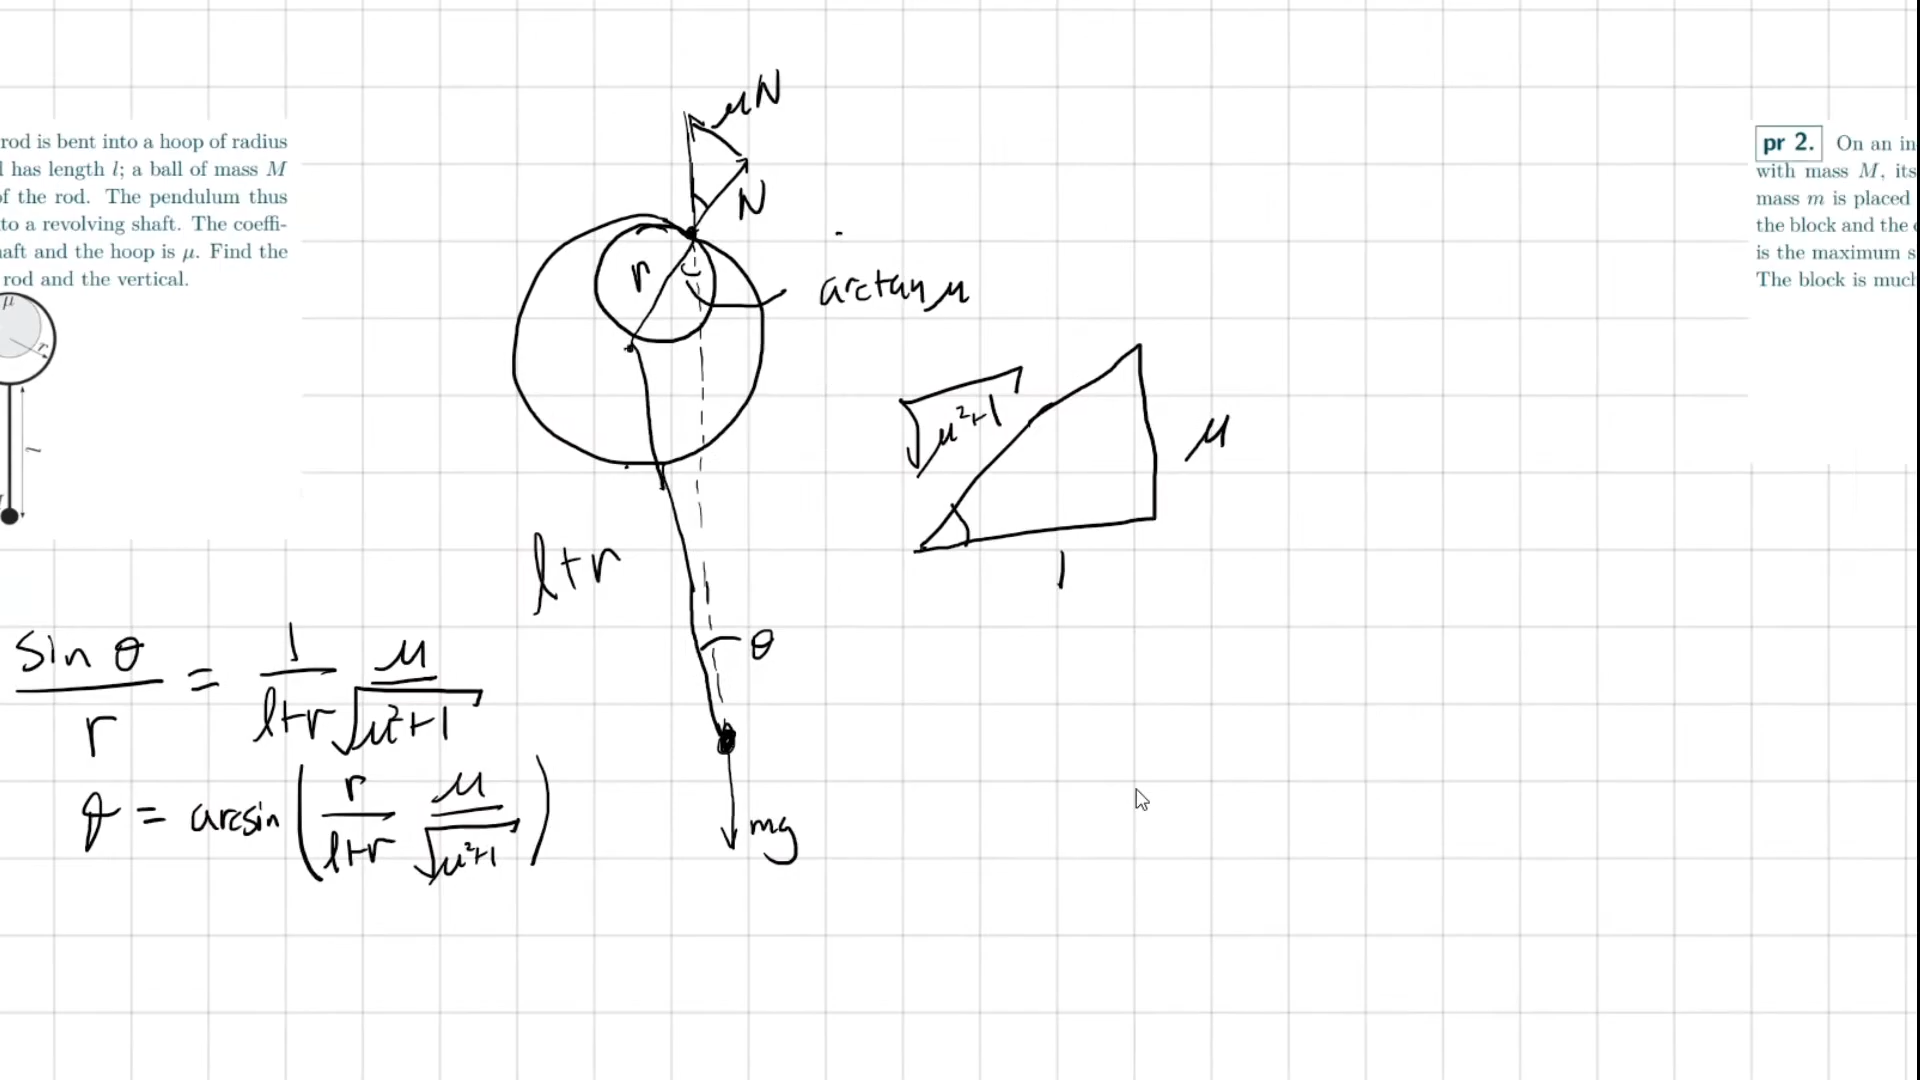 rod is bent into a hoop of radius
has length l; a ball of mass M
of the rod. The pendulum thus
to a revolving shaft. The coeffi-
haft and the hoop is μ. Find the
rod and the vertical.
μ
r
l
μN
N
r
arctan μ
√μ²+1
μ
1
l+r
θ
sin θ / r = 1/(l+r) μ/√(μ²+1)
θ = arcsin(r/(l+r) μ/√(μ²+1))
mg
pr 2. On an in
with mass M, its
mass m is placed
the block and the
is the maximum s
The block is muc